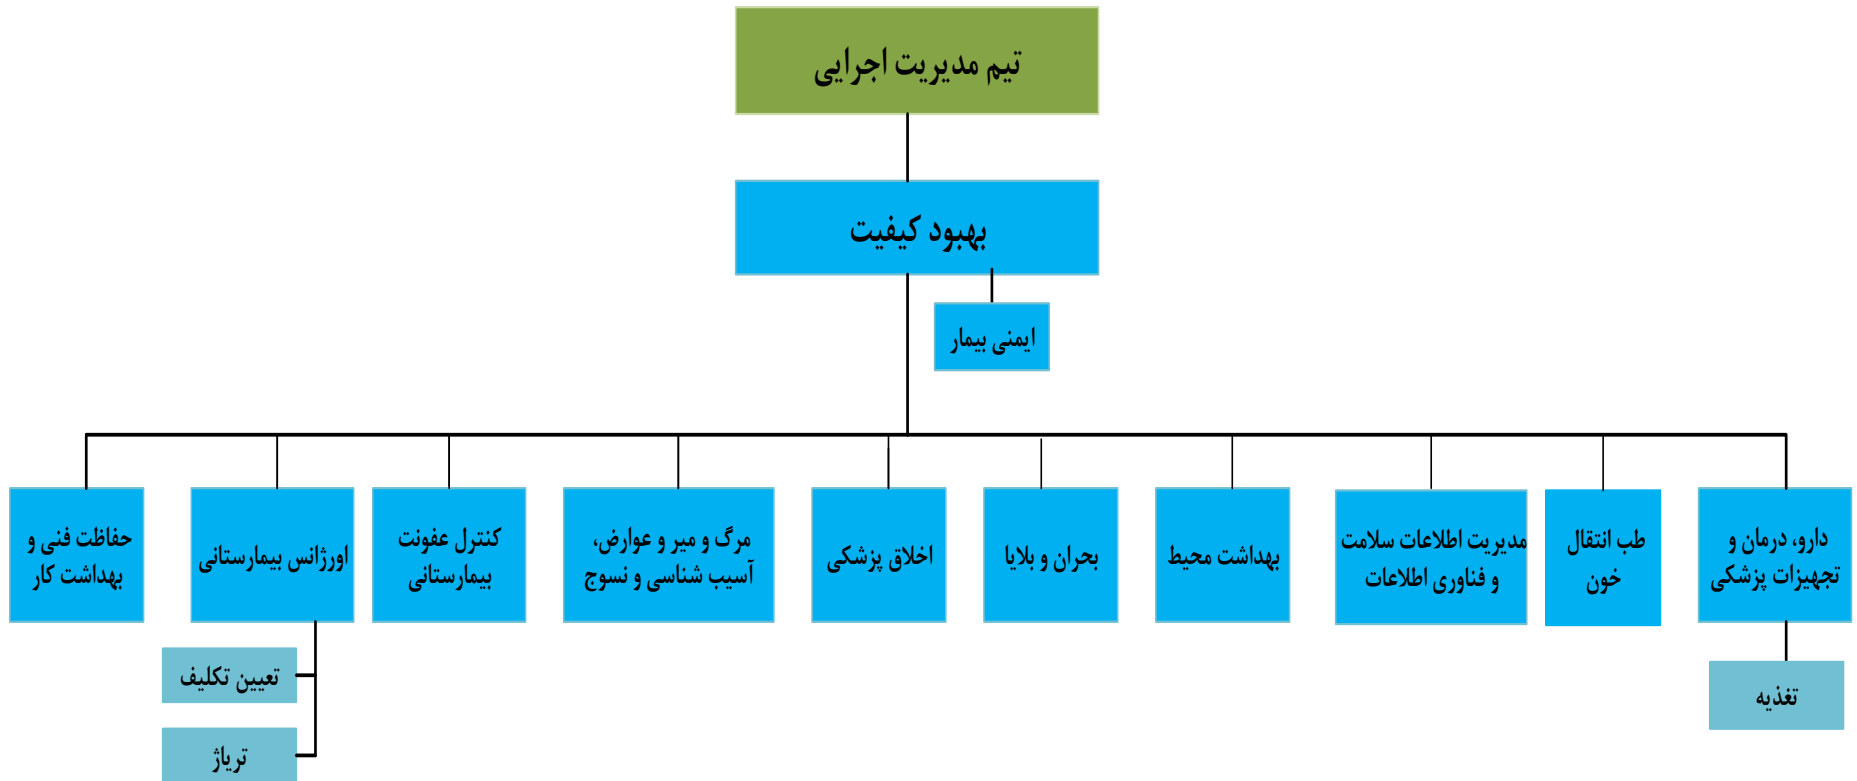 تیم مدیریت اجرایی
بهبود کیفیت
ایمنی بیمار
دارو، درمان و
تجهیزات پزشکی
طب انتقال
خون
مدیریت اطلاعات سلامت
و فناوری اطلاعات
بهداشت محیط
بحران و بلایا
اخلاق پزشکی
مرگ و میر و عوارض،
آسیب شناسی و نسوج
کنترل عفونت
بیمارستانی
اورژانس بیمارستانی
حفاظت فنی و
بهداشت کار
تغذیه
تعیین تکلیف
تریاژ